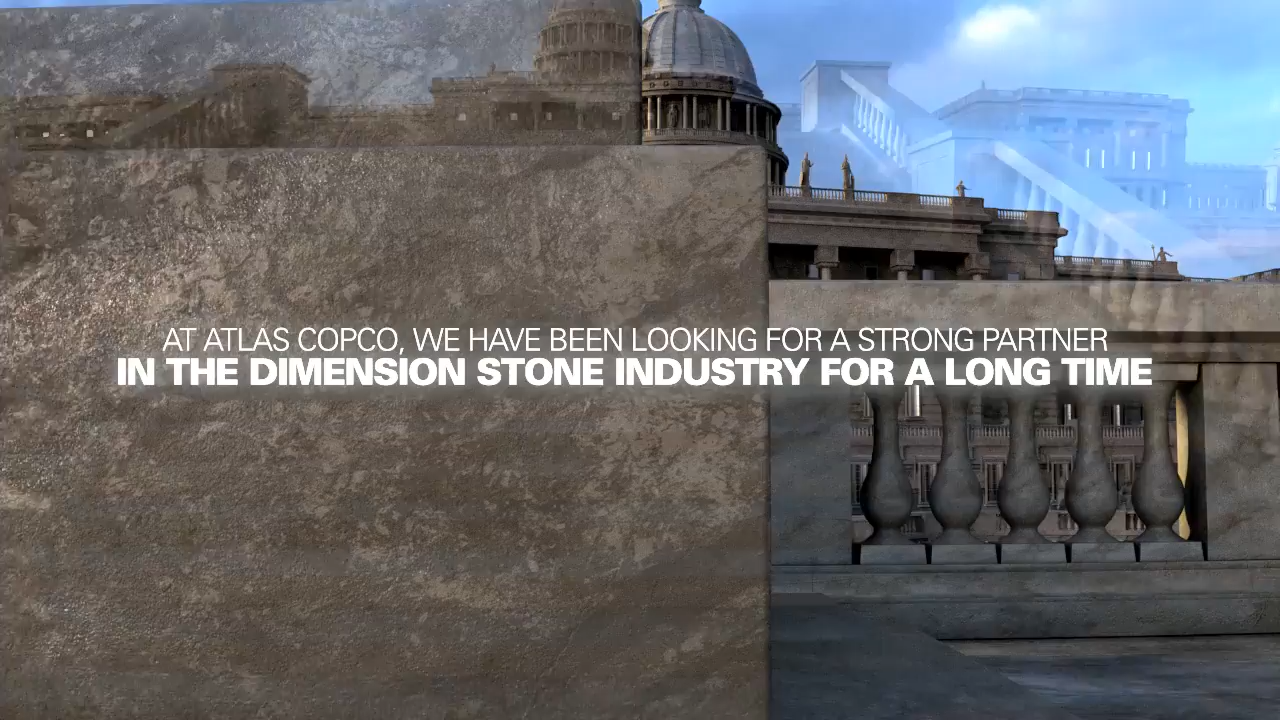 AT ATLAS COPCO, WE HAVE BEEN LOOKING FOR A STRONG PARTNER
IN THE DIMENSION STONE INDUSTRY FOR A LONG TIME